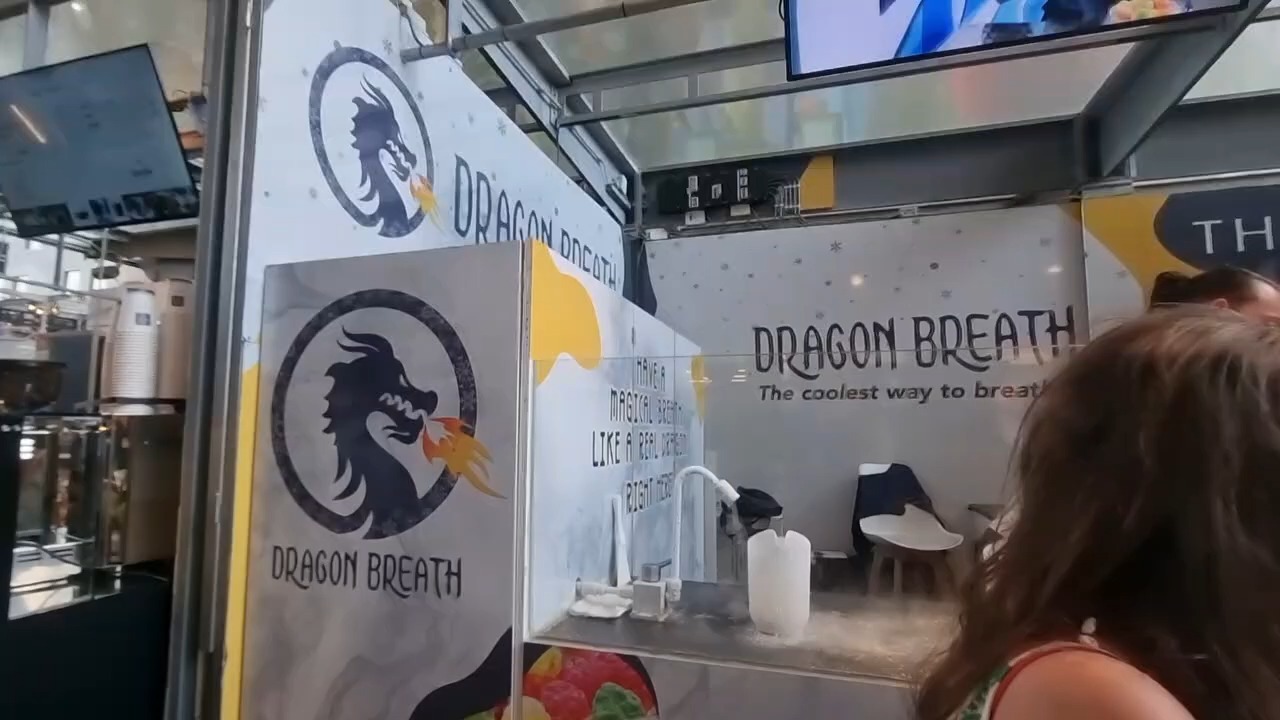 DRAGON BREATH
DRAGON BREATH
The coolest way to breath
TH
HAVE A
MAGICAL BREATH
LIKE A REAL DRAGON
RIGHT HERE
DRAGON BREATH